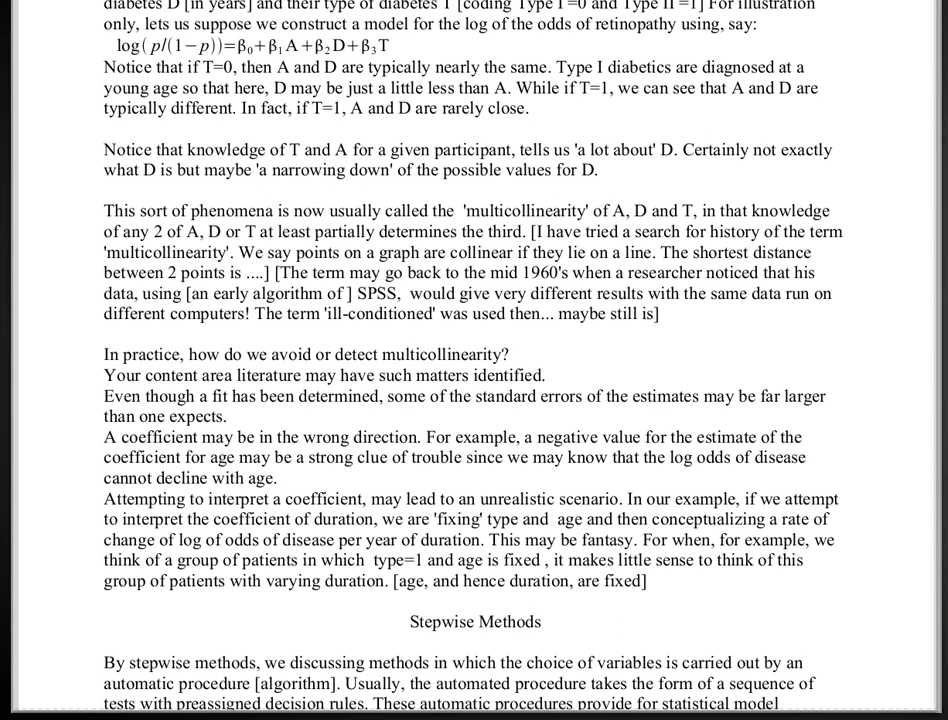 diabetes D [in years] and their type of diabetes T [coding Type I =0 and Type II =1] For illustration
only, lets us suppose we construct a model for the log of the odds of retinopathy using, say:
log(p/(1−p))=β₀+β₁A+β₂D+β₃T
Notice that if T=0, then A and D are typically nearly the same. Type I diabetics are diagnosed at a
young age so that here, D may be just a little less than A. While if T=1, we can see that A and D are
typically different. In fact, if T=1, A and D are rarely close.
Notice that knowledge of T and A for a given participant, tells us 'a lot about' D. Certainly not exactly
what D is but maybe 'a narrowing down' of the possible values for D.
This sort of phenomena is now usually called the 'multicollinearity' of A, D and T, in that knowledge
of any 2 of A, D or T at least partially determines the third. [I have tried a search for history of the term
'multicollinearity'. We say points on a graph are collinear if they lie on a line. The shortest distance
between 2 points is ....] [The term may go back to the mid 1960's when a researcher noticed that his
data, using [an early algorithm of ] SPSS, would give very different results with the same data run on
different computers! The term 'ill-conditioned' was used then... maybe still is]
In practice, how do we avoid or detect multicollinearity?
Your content area literature may have such matters identified.
Even though a fit has been determined, some of the standard errors of the estimates may be far larger
than one expects.
A coefficient may be in the wrong direction. For example, a negative value for the estimate of the
coefficient for age may be a strong clue of trouble since we may know that the log odds of disease
cannot decline with age.
Attempting to interpret a coefficient, may lead to an unrealistic scenario. In our example, if we attempt
to interpret the coefficient of duration, we are 'fixing' type and age and then conceptualizing a rate of
change of log of odds of disease per year of duration. This may be fantasy. For when, for example, we
think of a group of patients in which type=1 and age is fixed , it makes little sense to think of this
group of patients with varying duration. [age, and hence duration, are fixed]
Stepwise Methods
By stepwise methods, we discussing methods in which the choice of variables is carried out by an
automatic procedure [algorithm]. Usually, the automated procedure takes the form of a sequence of
tests with preassigned decision rules. These automatic procedures provide for statistical model